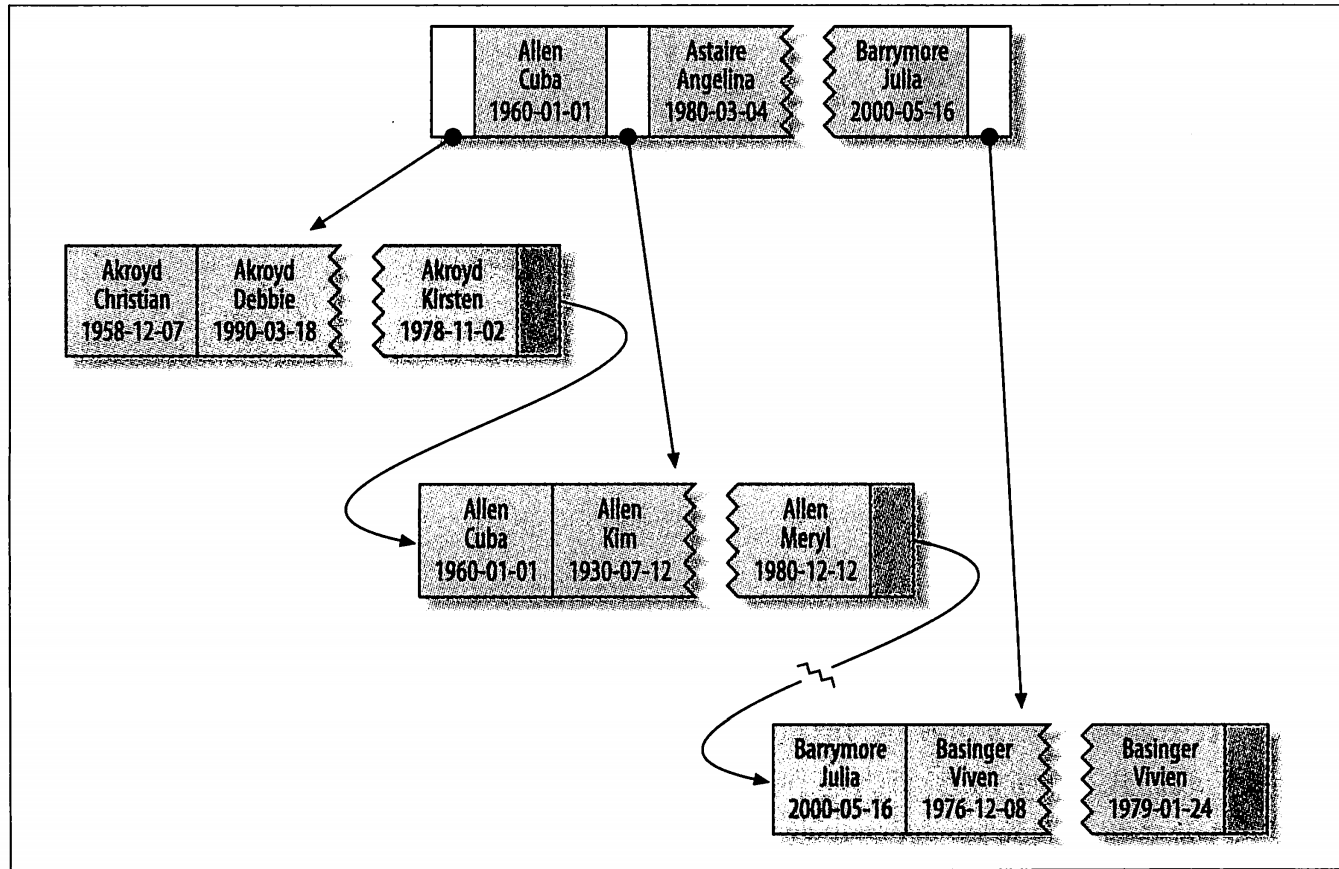 Allen
Cuba
1960-01-01
Astaire
Angelina
1980-03-04
Barrymore
Julia
2000-05-16
Akroyd
Christian
1958-12-07
Akroyd
Debbie
1990-03-18
Akroyd
Kirsten
1978-11-02
Allen
Cuba
1960-01-01
Allen
Kim
1930-07-12
Allen
Meryl
1980-12-12
Barrymore
Julia
2000-05-16
Basinger
Viven
1976-12-08
Basinger
Vivien
1979-01-24